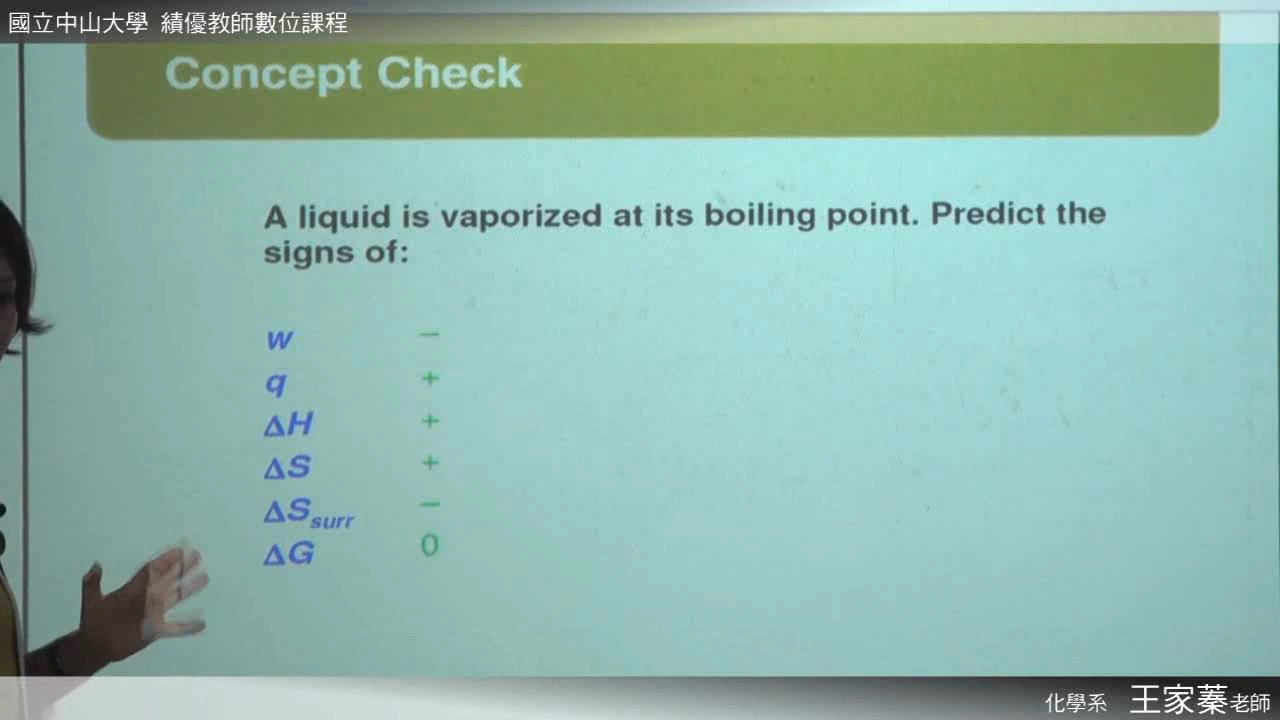 國立中山大學 績優教師數位課程
Concept Check
A liquid is vaporized at its boiling point. Predict the
signs of:
w −
q +
ΔH +
ΔS +
ΔSsurr −
ΔG 0
化學系 王家蓁老師